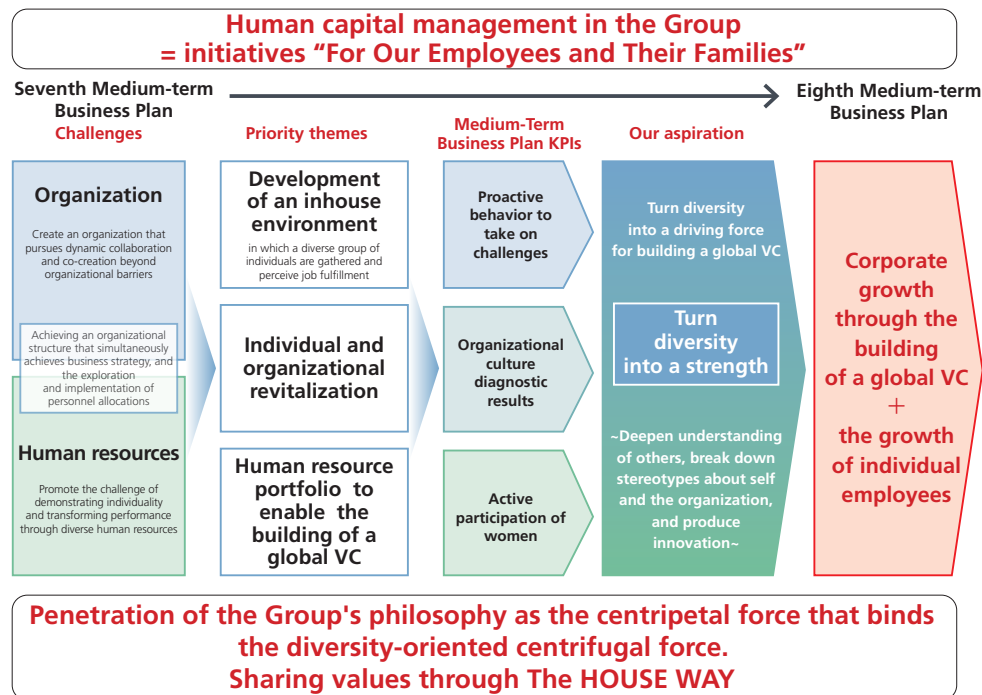 Human capital management in the Group
= initiatives “For Our Employees and Their Families”
Seventh Medium-term
Business Plan
Eighth Medium-term
Business Plan
Challenges
Priority themes
Medium-Term
Business Plan KPIs
Our aspiration
Organization
Create an organization that
pursues dynamic collaboration
and co-creation beyond
organizational barriers
Achieving an organizational
structure that simultaneously
achieves business strategy, and
the exploration
and implementation of
personnel allocations
Human resources
Promote the challenge of
demonstrating individuality
and transforming performance
through diverse human resources
Development
of an inhouse
environment
in which a diverse group of
individuals are gathered and
perceive job fulfillment
Individual and
organizational
revitalization
Human resource
portfolio to
enable the
building of a
global VC
Proactive
behavior to
take on
challenges
Organizational
culture
diagnostic
results
Active
participation of
women
Turn diversity
into a driving force
for building a global VC
Turn
diversity
into a strength
~Deepen understanding
of others, break down
stereotypes about self
and the organization,
and produce
innovation~
Corporate
growth
through the
building
of a global VC
+
the growth
of individual
employees
Penetration of the Group's philosophy as the centripetal force that binds
the diversity-oriented centrifugal force.
Sharing values through The HOUSE WAY